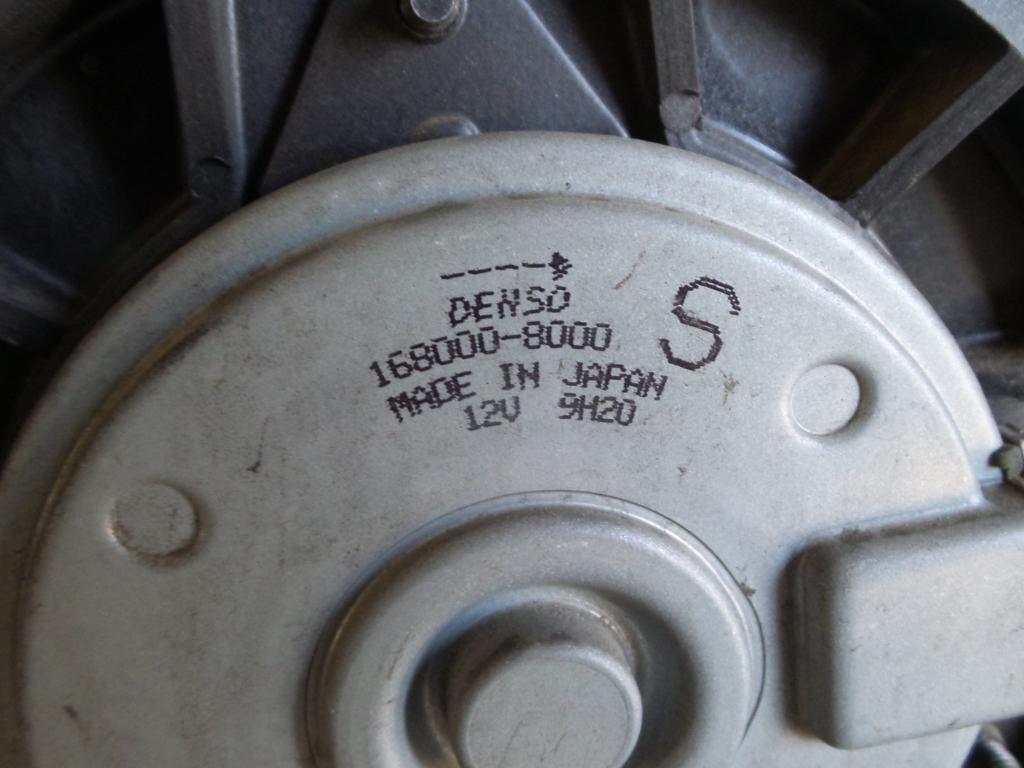 DENSO
S
168000-8000
MADE IN JAPAN
12V 9H20